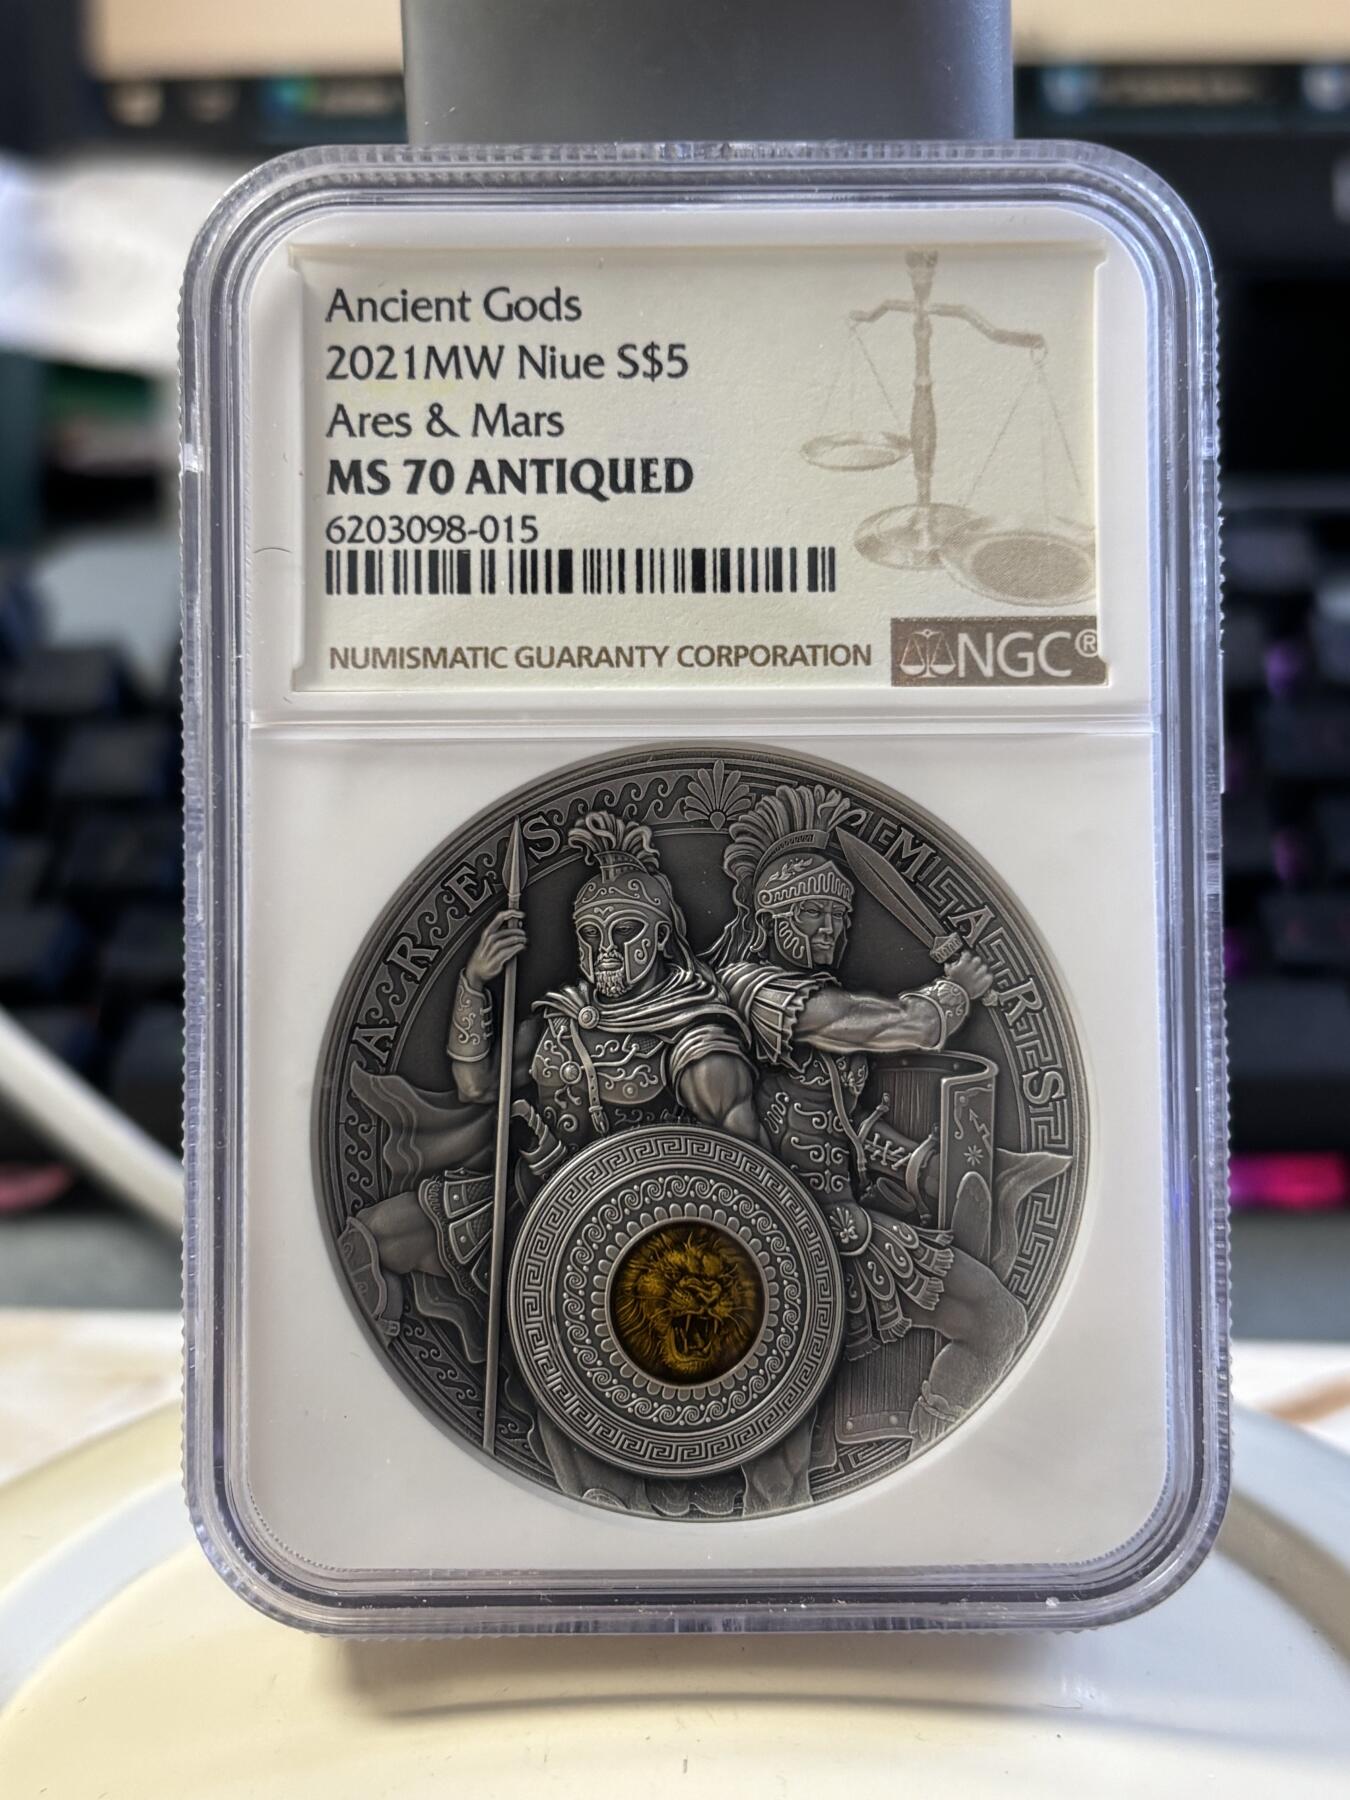 Ancient Gods
2021MW Niue S$5
Ares & Mars
MS 70 ANTIQUED
6203098-015
NUMISMATIC GUARANTY CORPORATION
NGC®
ARES
MARS